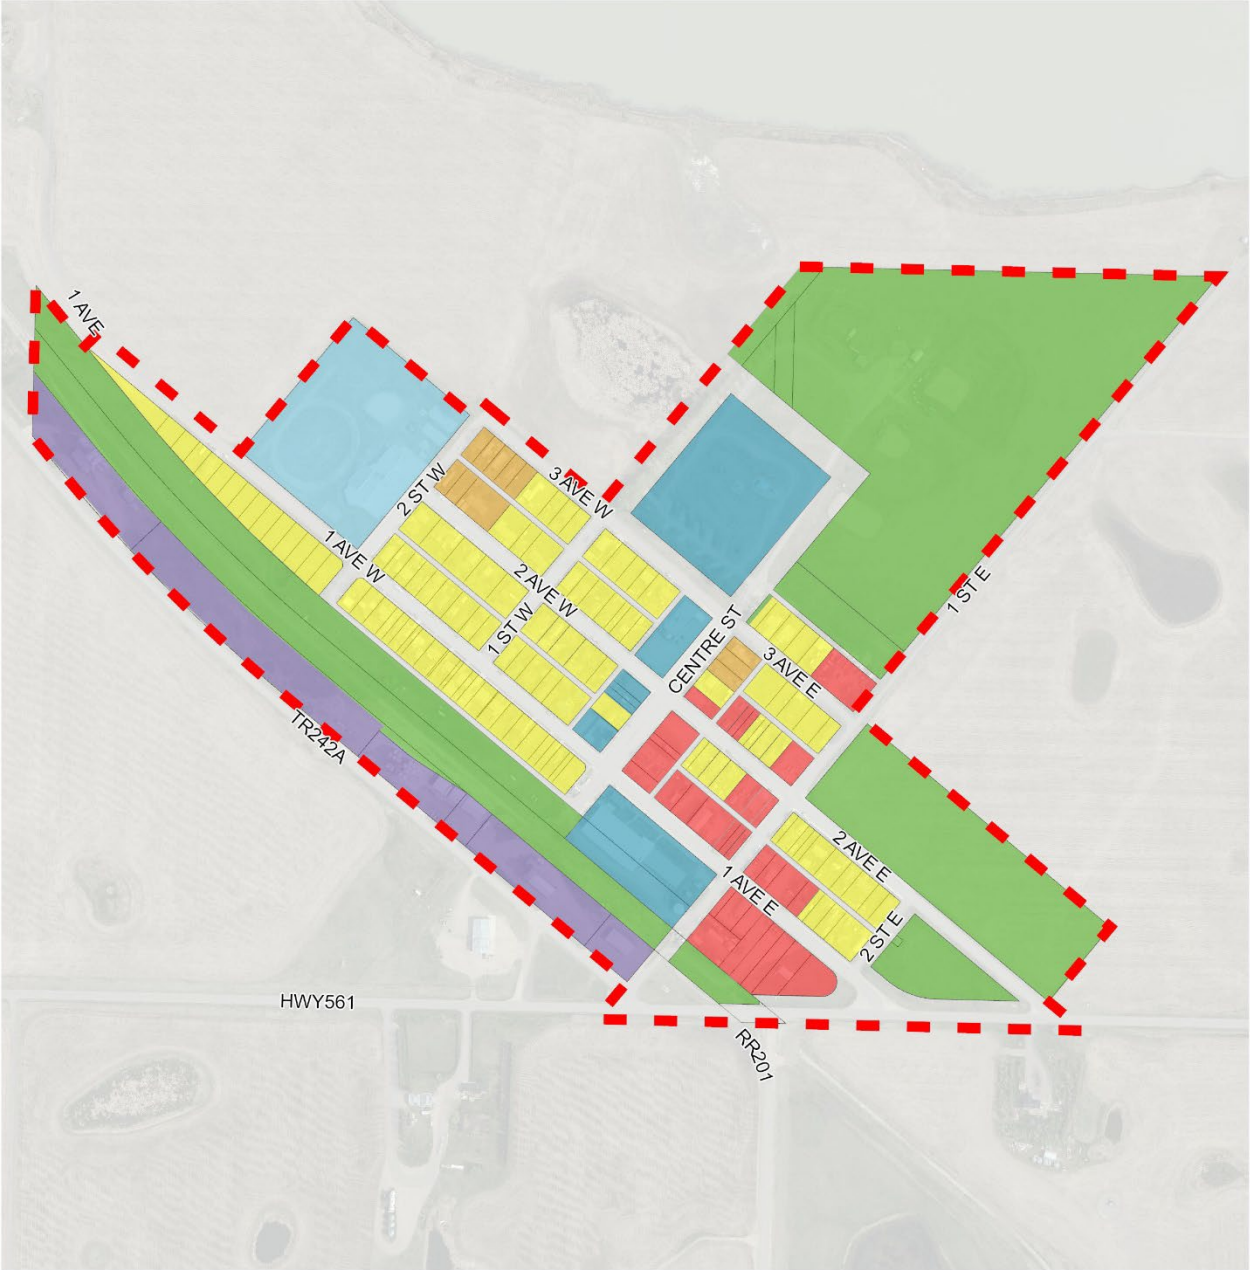 1 AVE
3 AVE W
2 ST W
1 AVE W
2 AVE W
1 ST E
1 ST W
CENTRE ST
3 AVE E
TR242A
2 AVE E
1 AVE E
2 ST E
HWY561
RR201